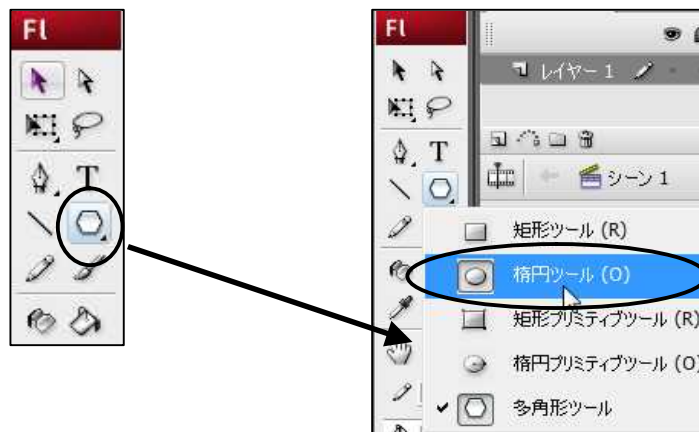 Fl
T
Fl
レイヤー 1
T
シーン 1
矩形ツール (R)
楕円ツール (O)
矩形プリミティブツール (R)
楕円プリミティブツール (O)
多角形ツール